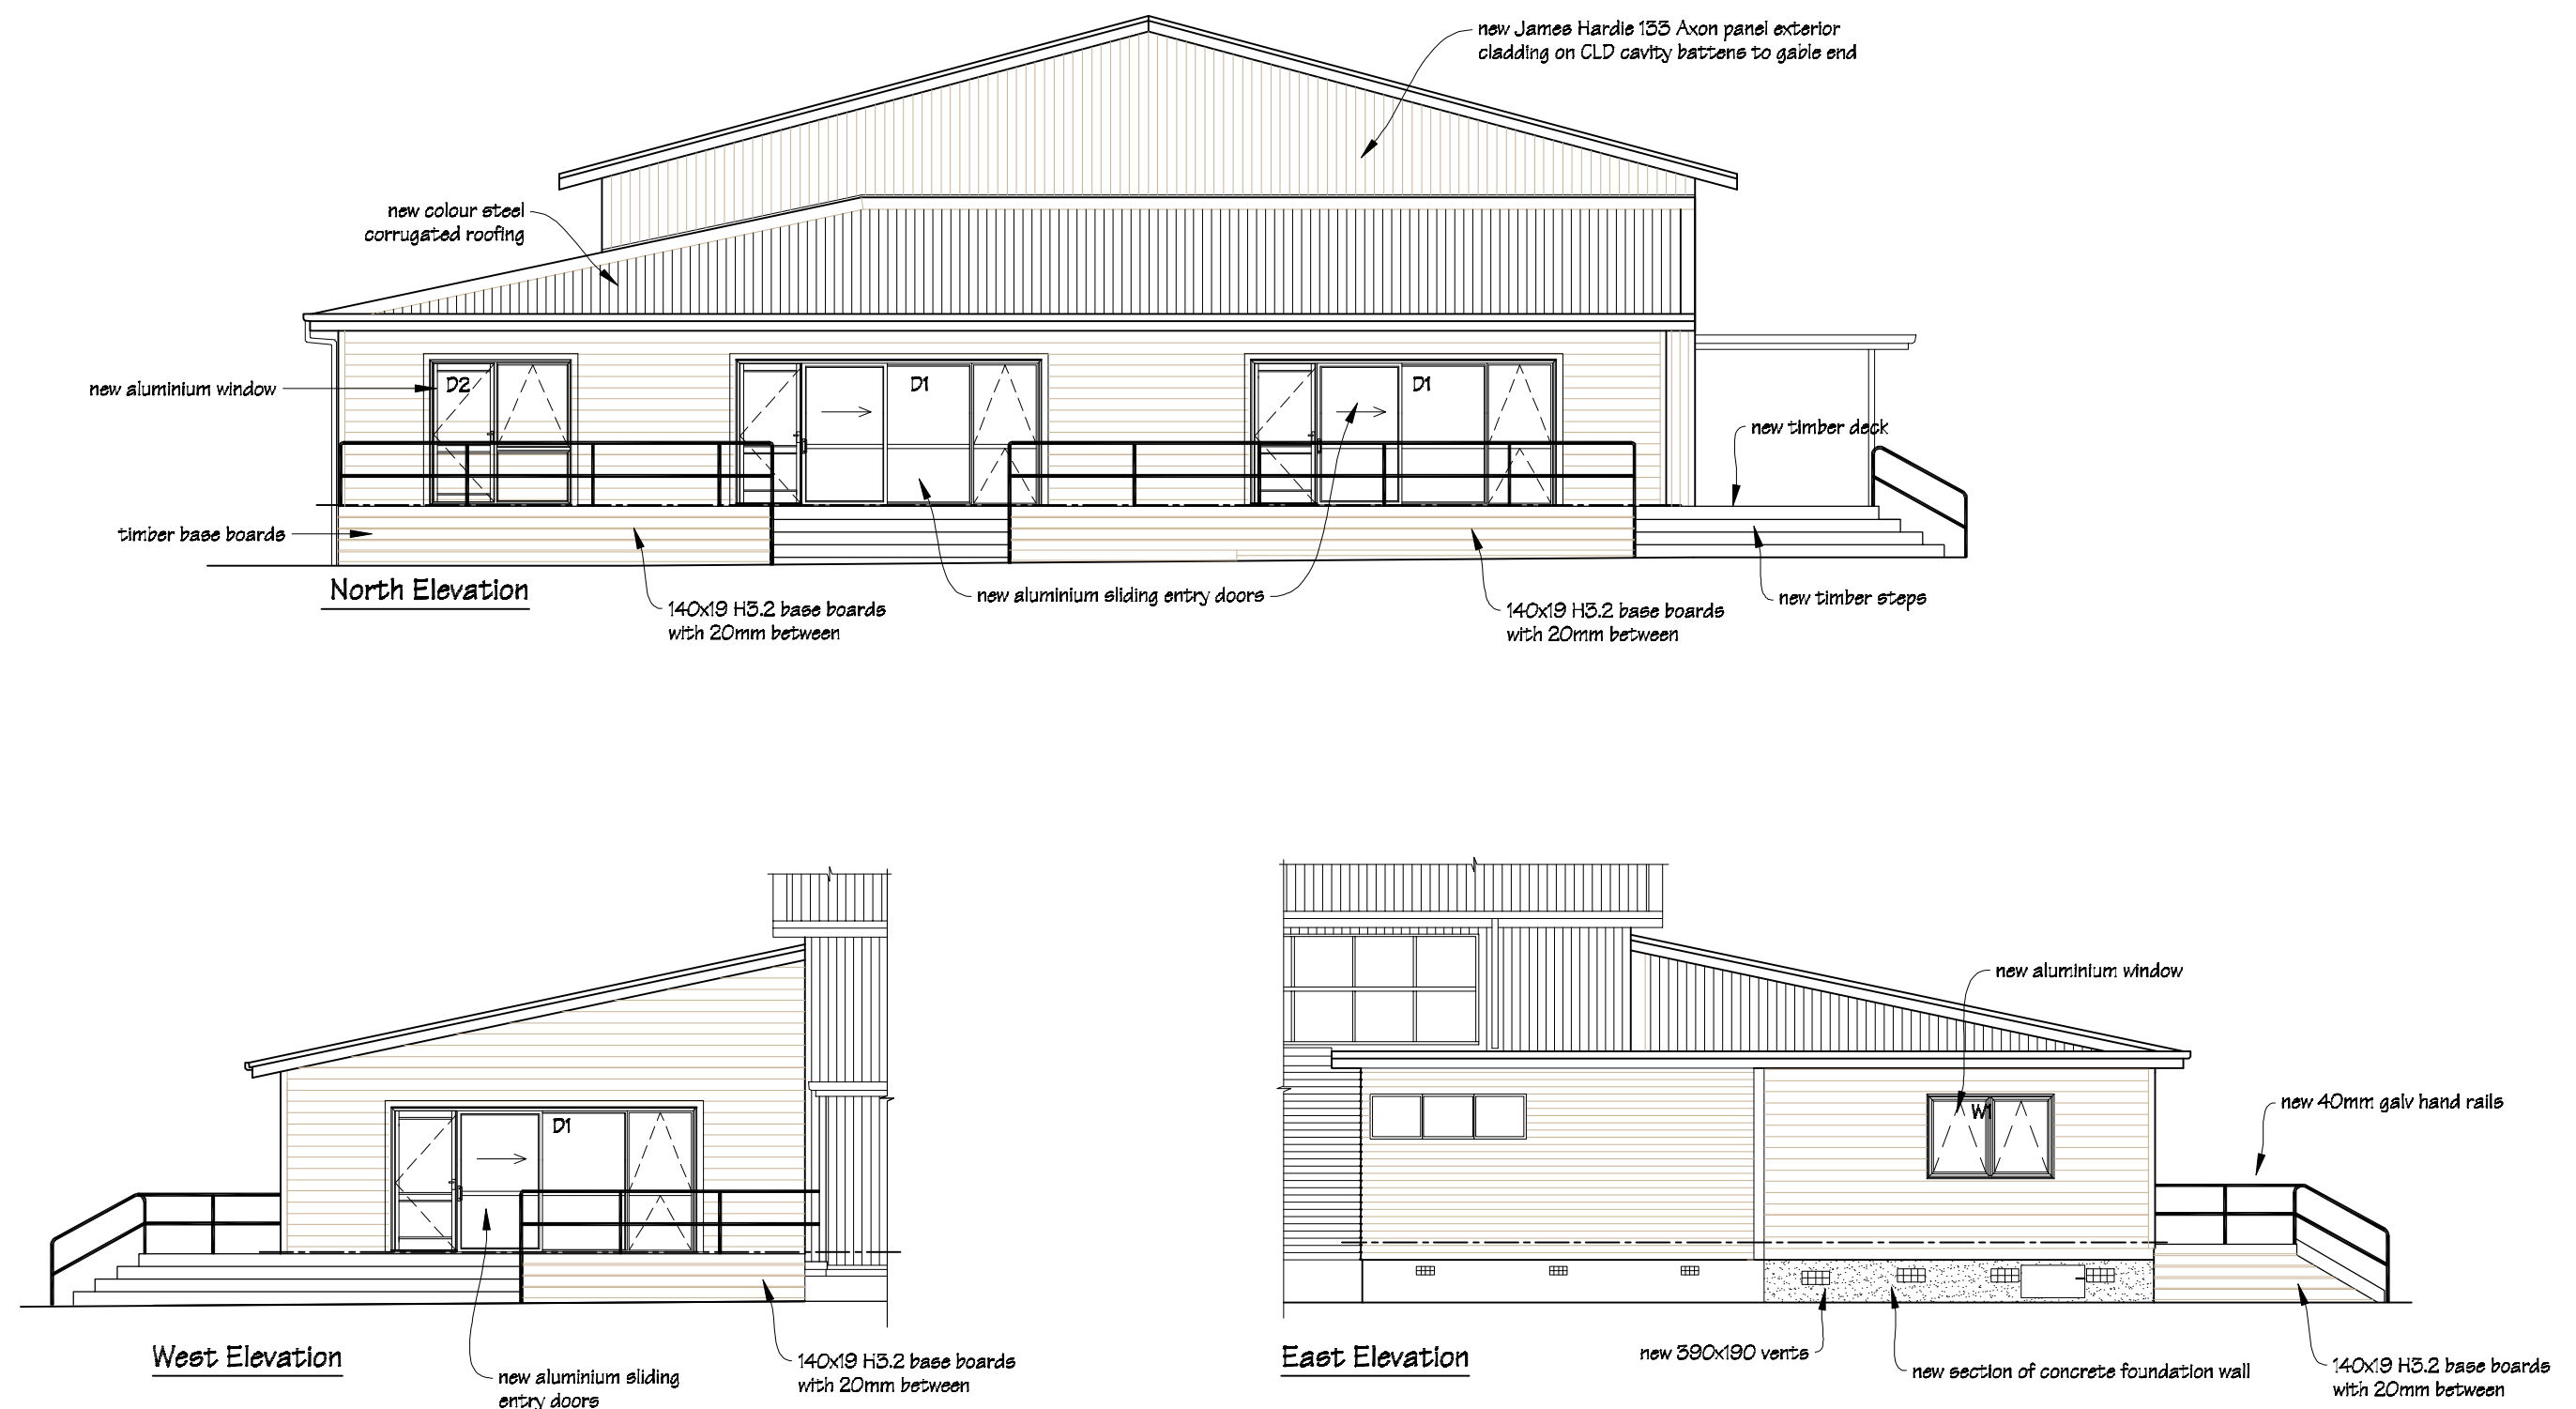 new James Hardie 133 Axon panel exterior
cladding on CLD cavity battens to gable end
new colour steel
corrugated roofing
new aluminium window
D2
D1
D1
new timber deck
timber base boards
North Elevation
140x19 H3.2 base boards
with 20mm between
new aluminium sliding entry doors
140x19 H3.2 base boards
with 20mm between
new timber steps
D1
West Elevation
new aluminium sliding
entry doors
140x19 H3.2 base boards
with 20mm between
new aluminium window
W1
new 40mm galv hand rails
East Elevation
new 390x190 vents
new section of concrete foundation wall
140x19 H3.2 base boards
with 20mm between